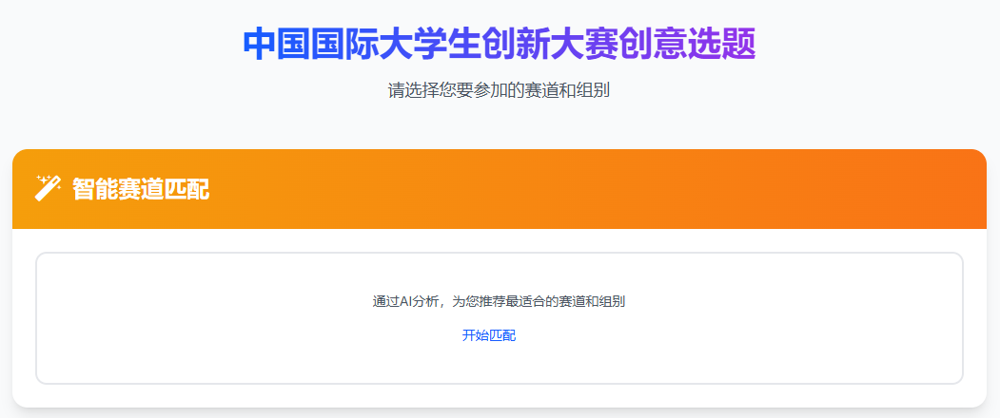 中国国际大学生创新大赛创意选题
请选择您要参加的赛道和组别
智能赛道匹配
通过AI分析，为您推荐最适合的赛道和组别
开始匹配